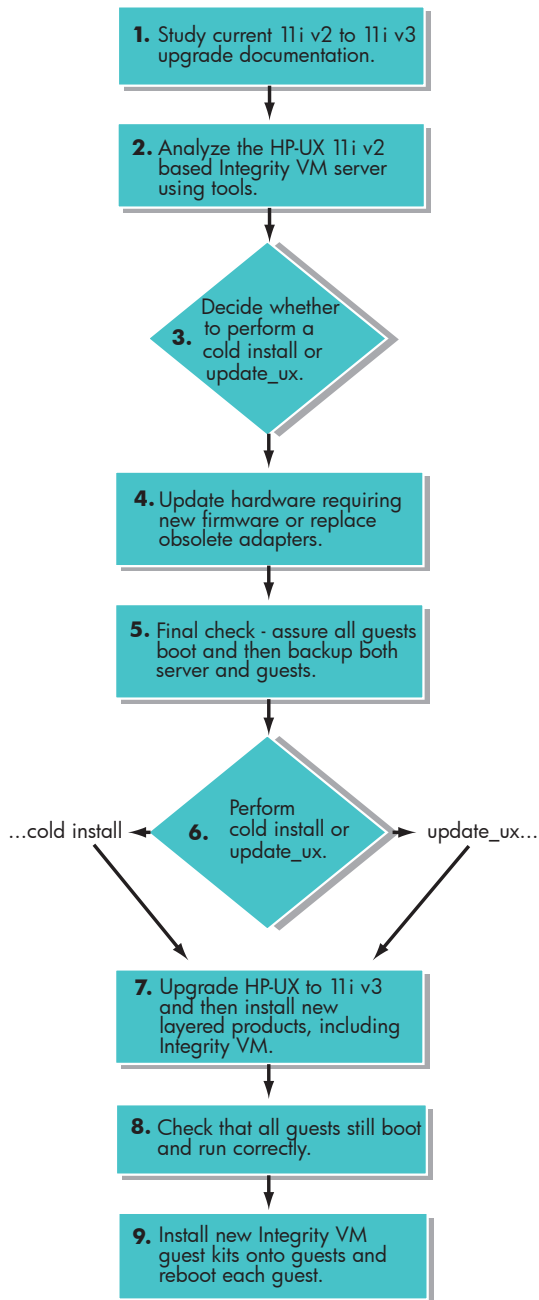 1. Study current 11i v2 to 11i v3
upgrade documentation.
2. Analyze the HP-UX 11i v2
based Integrity VM server
using tools.
Decide whether
3. to perform a
cold install or
update_ux.
4. Update hardware requiring
new firmware or replace
obsolete adapters.
5. Final check - assure all guests
boot and then backup both
server and guests.
Perform
6. cold install or
update_ux.
...cold install
update_ux...
7. Upgrade HP-UX to 11i v3
and then install new
layered products, including
Integrity VM.
8. Check that all guests still boot
and run correctly.
9. Install new Integrity VM
guest kits onto guests and
reboot each guest.